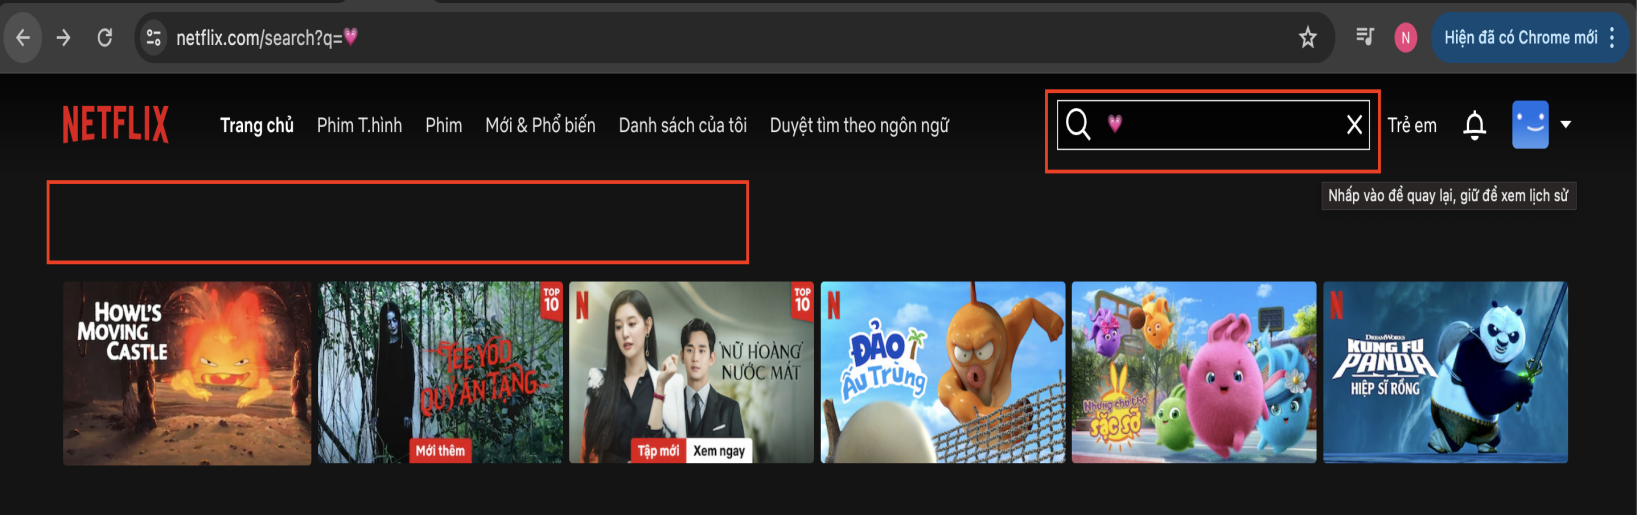 netflix.com/search?q=💗
N
Hiện đã có Chrome mới
NETFLIX
Trang chủ
Phim T.hình
Phim
Mới & Phổ biến
Danh sách của tôi
Duyệt tìm theo ngôn ngữ
💗
Trẻ em
Nhấp vào để quay lại, giữ để xem lịch sử
HOWL'S
MOVING
CASTLE
TOP
10
TEE YOD
QUỶ ĂN TẠNG
Mới thêm
N
TOP
10
NỮ HOÀNG
NƯỚC MẮT
Tập mới
Xem ngay
N
ĐẢO
ẤU TRÙNG
Những chú thỏ
SẮC SỠ
N
DREAMWORKS
KUNG FU
PANDA
HIỆP SĨ RỒNG